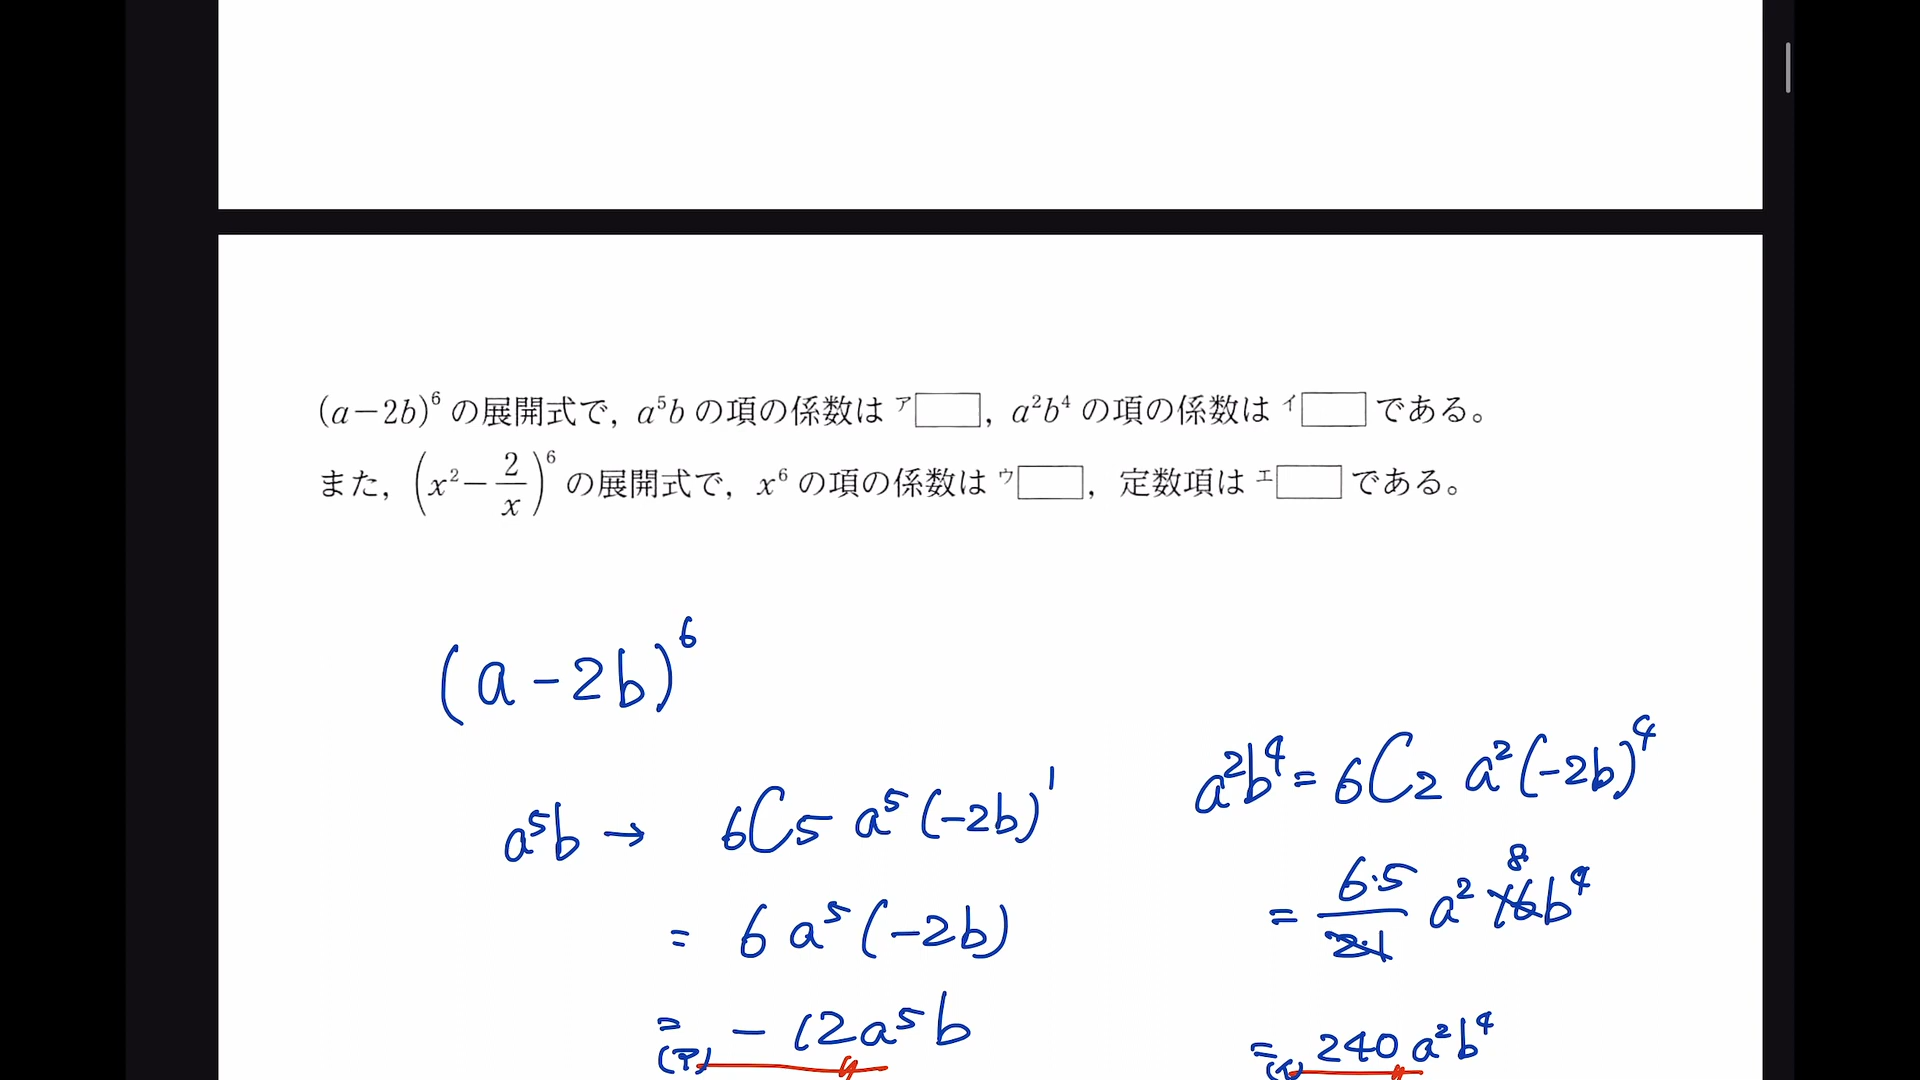 (a－2b)⁶ の展開式で，a⁵b の項の係数は ア□，a²b⁴ の項の係数は イ□ である。
また，(x²－2/x)⁶ の展開式で，x⁶ の項の係数は ウ□，定数項は エ□ である。
(a-2b)⁶
a⁵b → 6C5 a⁵(-2b)¹
= 6a⁵(-2b)
= -12a⁵b
(ア)
a²b⁴ = 6C2 a²(-2b)⁴
= 6·5/2·1 a² 16 8 b⁴
= 240a²b⁴
(イ)